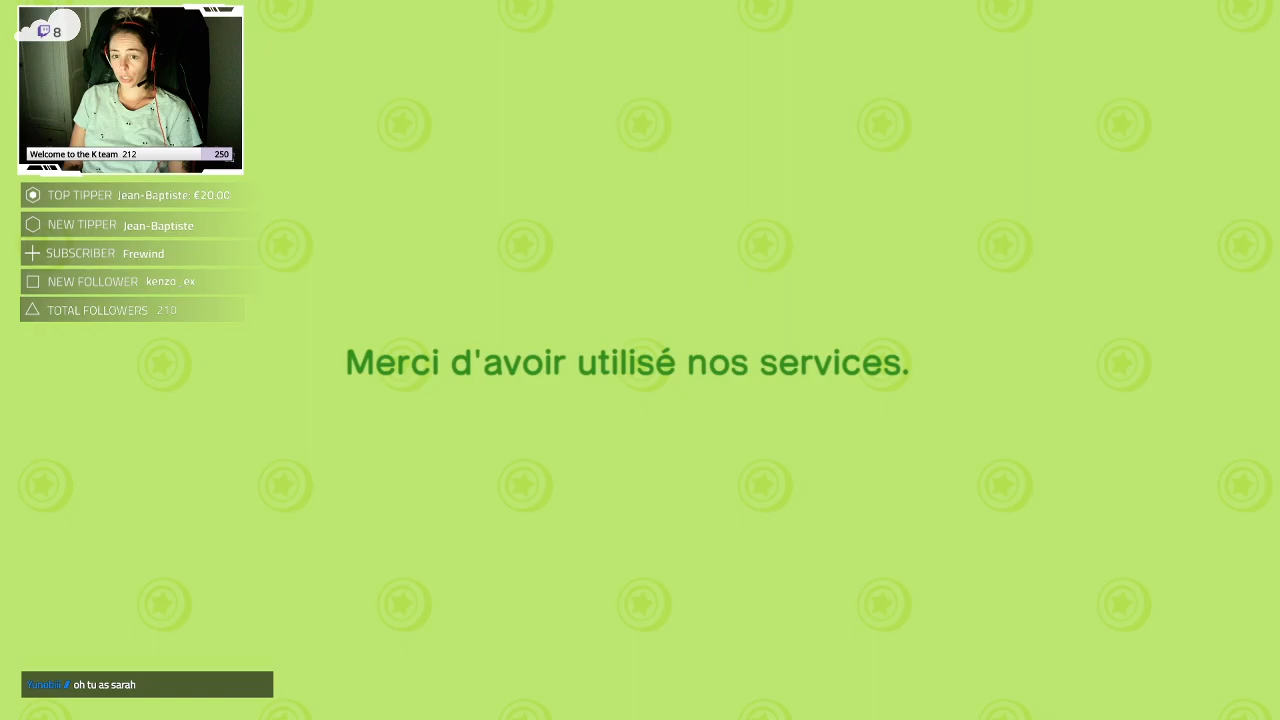 8
Welcome to the K team 212 250
TOP TIPPER Jean-Baptiste: €20.00
NEW TIPPER Jean-Baptiste
SUBSCRIBER Frewind
NEW FOLLOWER kenzo_ex
TOTAL FOLLOWERS 210
Merci d'avoir utilisé nos services.
oh tu as sarah